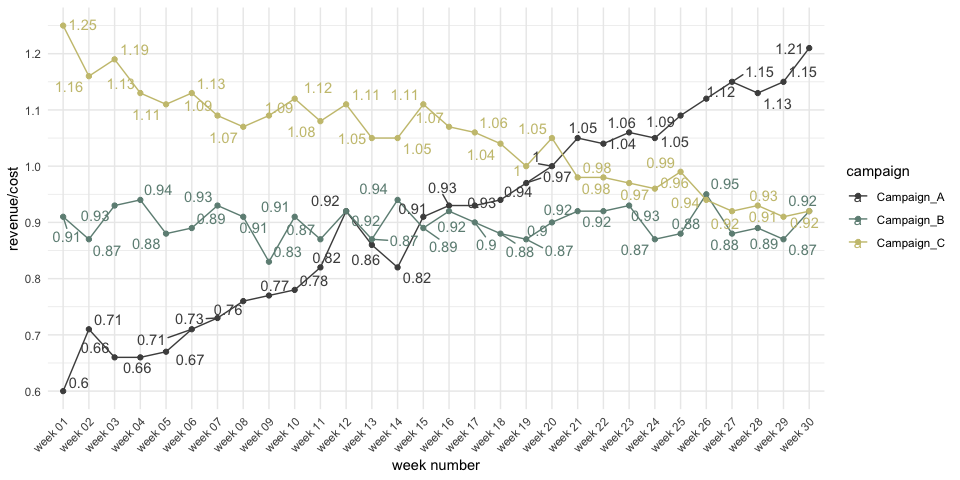 1.25
1.19
1.16
1.13
1.11
1.13
1.09
1.07
1.09
1.12
1.08
1.11
1.05
1.05
1.11
1.07
1.06
1.04
1
1.05
0.98
0.98
0.97
0.96
0.99
0.94
0.92
0.93
0.91
0.92
0.91
0.87
0.93
0.94
0.88
0.89
0.93
0.91
0.83
0.91
0.87
0.92
0.87
0.94
0.89
0.92
0.9
0.88
0.87
0.9
0.92
0.92
0.93
0.87
0.88
0.95
0.88
0.89
0.87
0.92
0.6
0.71
0.66
0.66
0.67
0.71
0.73
0.76
0.77
0.78
0.82
0.92
0.86
0.82
0.91
0.93
0.93
0.94
0.97
1
1.05
1.04
1.06
1.05
1.09
1.12
1.15
1.13
1.15
1.21
1.2
1.1
1.0
0.9
0.8
0.7
0.6
revenue/cost
week 01
week 02
week 03
week 04
week 05
week 06
week 07
week 08
week 09
week 10
week 11
week 12
week 13
week 14
week 15
week 16
week 17
week 18
week 19
week 20
week 21
week 22
week 23
week 24
week 25
week 26
week 27
week 28
week 29
week 30
week number
campaign
a Campaign_A
a Campaign_B
a Campaign_C